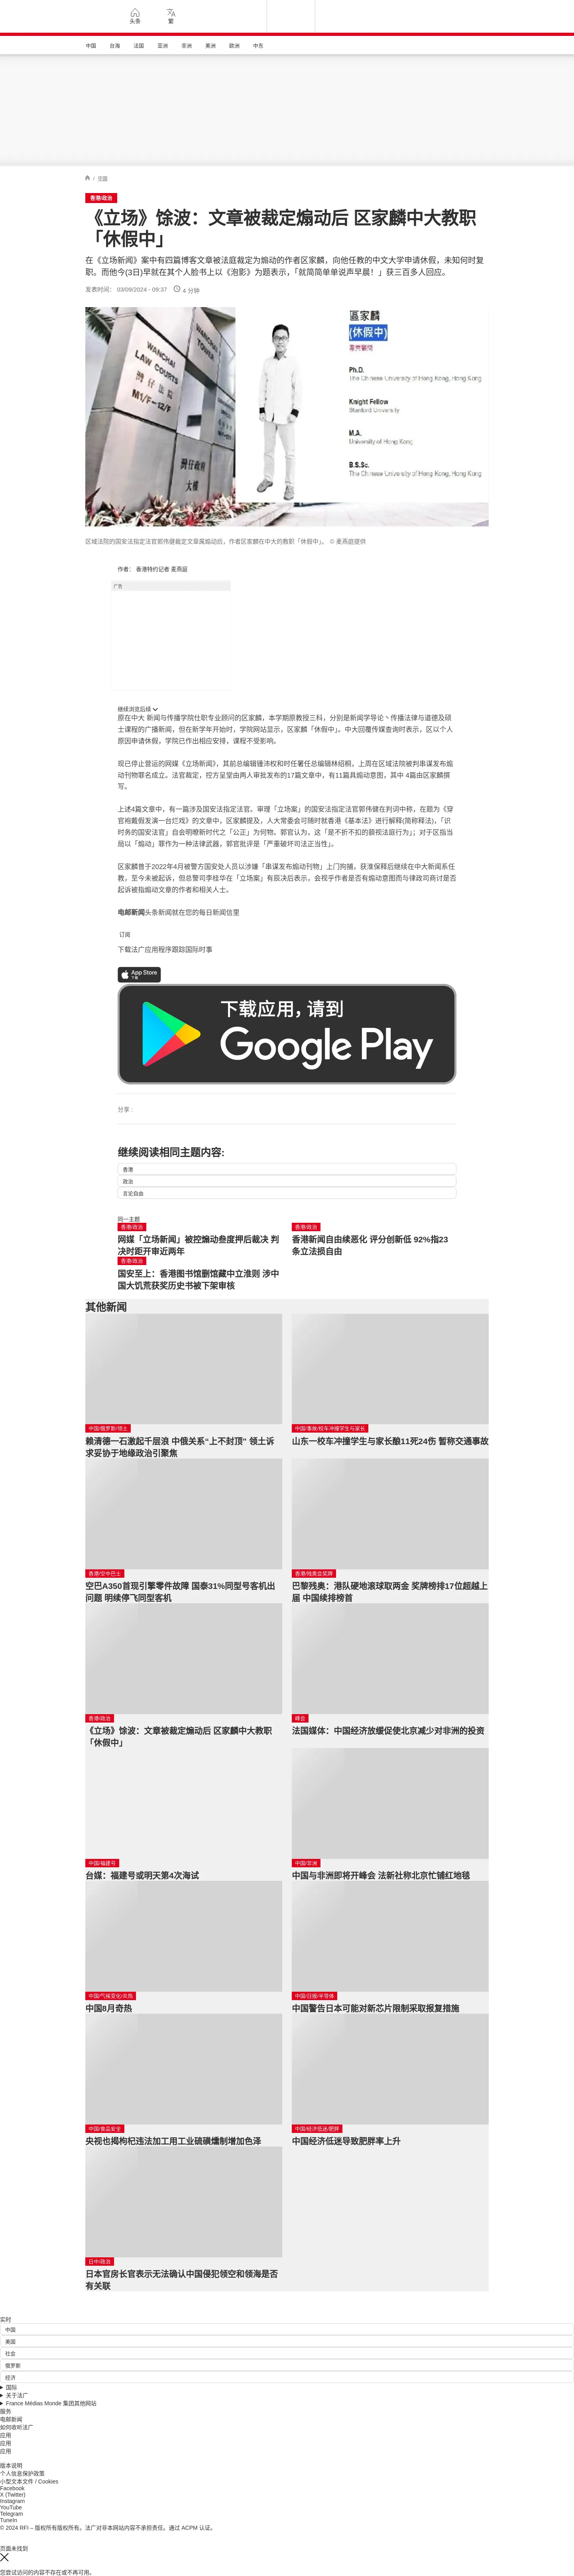 头条
繁
中国
台海
法国
亚洲
非洲
美洲
欧洲
中东
/ 中国
香港/政治
《立场》馀波：文章被裁定煽动后 区家麟中大教职
「休假中」
在《立场新闻》案中有四篇博客文章被法庭裁定为煽动的作者区家麟，向他任教的中文大学申请休假，未知何时复
职。而他今(3日)早就在其个人脸书上以《泡影》为题表示，「就简简单单说声早晨！」获三百多人回应。
发表时间： 03/09/2024 - 09:37 4 分钟
WANCHAI
LAW COURTS
M1/F-12/F
灣仔法院
灣仔政府
大樓
區家麟
(休假中)
專業顧問
Ph.D.
The Chinese University of Hong Kong, Hong Kong
Knight Fellow
Stanford University
M.A.
University of Hong Kong
B.S.Sc.
The Chinese University of Hong Kong, Hong Kong
区域法院的国安法指定法官郭伟健裁定文章属煽动后，作者区家麟在中大的教职「休假中」。 © 麦燕庭提供
作者： 香港特约记者 麦燕庭
广告
继续浏览后续
原在中大 新闻与传播学院仕职专业顾问的区家麟，本学期原教授三科，分别是新闻学导论丶传播法律与道德及硕
士课程的广播新闻，但在新学年开始时，学院网站显示，区家麟「休假中」。中大回覆传媒查询时表示，区以个人
原因申请休假，学院已作出相应安排，课程不受影响。
现已停止营运的网媒《立场新闻》，其前总编辑锺沛权和时任署任总编辑林绍桐，上周在区域法院被判串谋发布煽
动刊物罪名成立。法官裁定，控方呈堂由两人审批发布的17篇文章中，有11篇具煽动意图，其中 4篇由区家麟撰
写。
上述4篇文章中，有一篇涉及国安法指定法官。审理「立场案」的国安法指定法官郭伟健在判词中称，在题为《穿
官袍戴假发演一台烂戏》的文章中，区家麟提及，人大常委会可随时就香港《基本法》进行解释(简称释法)，「识
时务的国安法官」自会明瞭新时代之「公正」为何物。郭官认为，这「是不折不扣的藐视法庭行为」；对于区指当
局以「煽动」罪作为一种法律武器，郭官批评是「严重破坏司法正当性」。
区家麟曾于2022年4月被警方国安处人员以涉嫌「串谋发布煽动刊物」上门拘捕，获淮保释后继续在中大新闻系任
教，至今未被起诉，但总警司李桂华在「立场案」有辰决后表示，会视乎作者是否有煽动意图而与律政司商讨是否
起诉被指煽动文章的作者和相关人士。
电邮新闻头条新闻就在您的每日新闻信里
订阅
下载法广应用程序跟踪国际时事
App Store
下载
下载应用，请到
Google Play
分享 :
继续阅读相同主题内容:
香港
政治
言论自由
同一主题
香港/政治
网媒「立场新闻」被控煽动叁度押后裁决 判
决时距开审近两年
香港/政治
香港新闻自由续恶化 评分创新低 92%指23
条立法损自由
香港/政治
国安至上：香港图书馆删馆藏中立淮则 涉中
国大饥荒获奖历史书被下架审核
其他新闻
中国/俄罗斯/领土
赖清德一石激起千层浪 中俄关系“上不封顶” 领土诉
求妥协于地缘政治引聚焦
中国/事故/校车冲撞学生与家长
山东一校车冲撞学生与家长酿11死24伤 暂称交通事故
香港/空中巴士
空巴A350首现引擎零件故障 国泰31%同型号客机出
问题 明续停飞同型客机
香港/残奥会奖牌
巴黎残奥：港队硬地滚球取两金 奖牌榜排17位超越上
届 中国续排榜首
香港/政治
《立场》馀波：文章被裁定煽动后 区家麟中大教职
「休假中」
峰会
法国媒体：中国经济放缓促使北京减少对非洲的投资
中国/福建号
台媒：福建号或明天第4次海试
中国/非洲
中国与非洲即将开峰会 法新社称北京忙铺红地毯
中国/气候变化/炎热
中国8月奇热
中国/日媒/半导体
中国警告日本可能对新芯片限制采取报复措施
中国/食品安全
央视也揭枸杞违法加工用工业硫磺燻制增加色泽
中国/经济低迷/肥胖
中国经济低迷导致肥胖率上升
日中/政治
日本官房长官表示无法确认中国侵犯领空和领海是否
有关联
实时
中国
美国
社会
俄罗斯
经济
国际
关于法广
France Médias Monde 集团其他网站
服务
电邮新闻
如何收听法广
应用
应用
应用
版本说明
个人信息保护政策
小型文本文件 / Cookies
Facebook
X (Twitter)
Instagram
YouTube
Telegram
TuneIn
© 2024 RFI – 版权所有版权所有。法广对非本网站内容不承担责任。通过 ACPM 认证。
页面未找到
您尝试访问的内容不存在或不再可用。